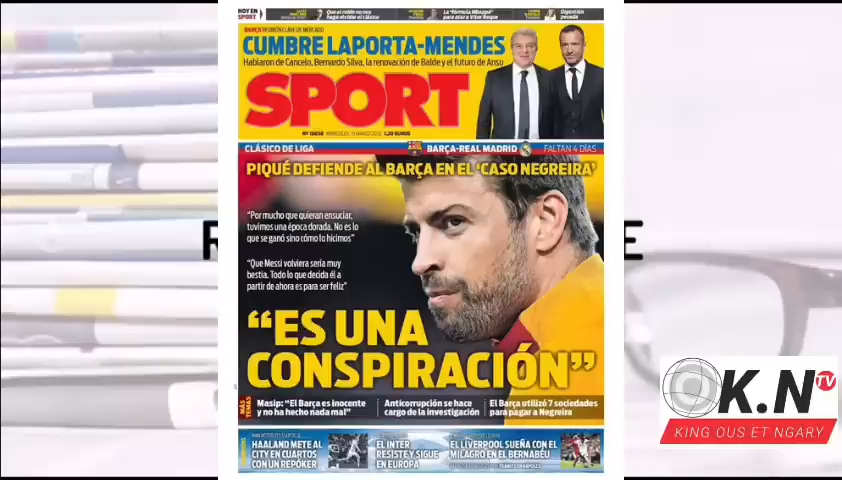 HOY EN
SPORT
Que el ruido no nos
haga olvidar el Clásico
La "fórmula Mbappé"
para atar a Vitor Roque
Digestión
pesada
BARÇA REUNIÓN CLAVE DE MERCADO
CUMBRE LAPORTA-MENDES
Hablaron de Cancelo, Bernardo Silva, la renovación de Balde y el futuro de Ansu
SPORT
CLÁSICO DE LIGA
BARÇA-REAL MADRID
FALTAN 4 DÍAS
PIQUÉ DEFIENDE AL BARÇA EN EL 'CASO NEGREIRA'
"Por mucho que quieran ensuciar,
tuvimos una época dorada. No es lo
que se ganó sino cómo lo hicimos"
"Que Messi volviera sería muy
bestia. Todo lo que decida él a
partir de ahora es para ser feliz"
R
E
"ES UNA
CONSPIRACIÓN"
MÁS
TEMAS
Masip: "El Barça es inocente
y no ha hecho nada mal"
Anticorrupción se hace
cargo de la investigación
El Barça utilizó 7 sociedades
para pagar a Negreira
HAALAND METE AL
CITY EN CUARTOS
CON UN REPÓKER
EL INTER
RESISTE Y SIGUE
EN EUROPA
EL LIVERPOOL SUEÑA CON EL
MILAGRO EN EL BERNABÉU
K.N TV
KING OUS ET NGARY